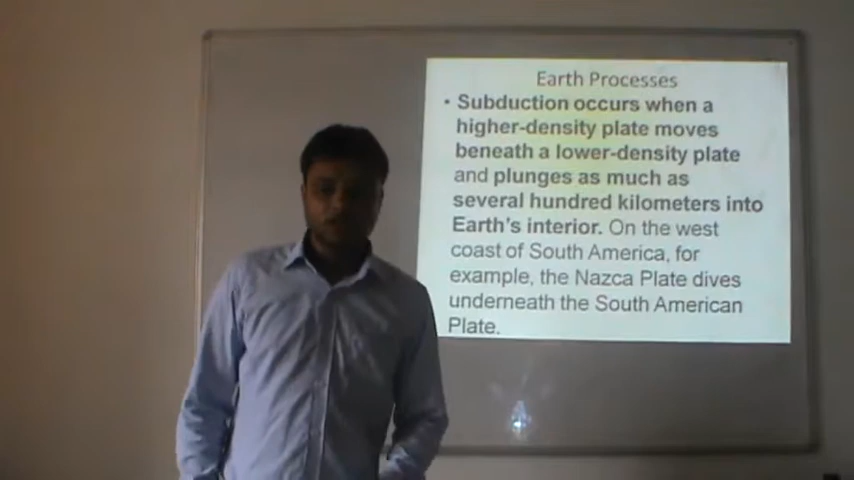 Earth Processes
• Subduction occurs when a
higher-density plate moves
beneath a lower-density plate
and plunges as much as
several hundred kilometers into
Earth's interior. On the west
coast of South America, for
example, the Nazca Plate dives
underneath the South American
Plate.